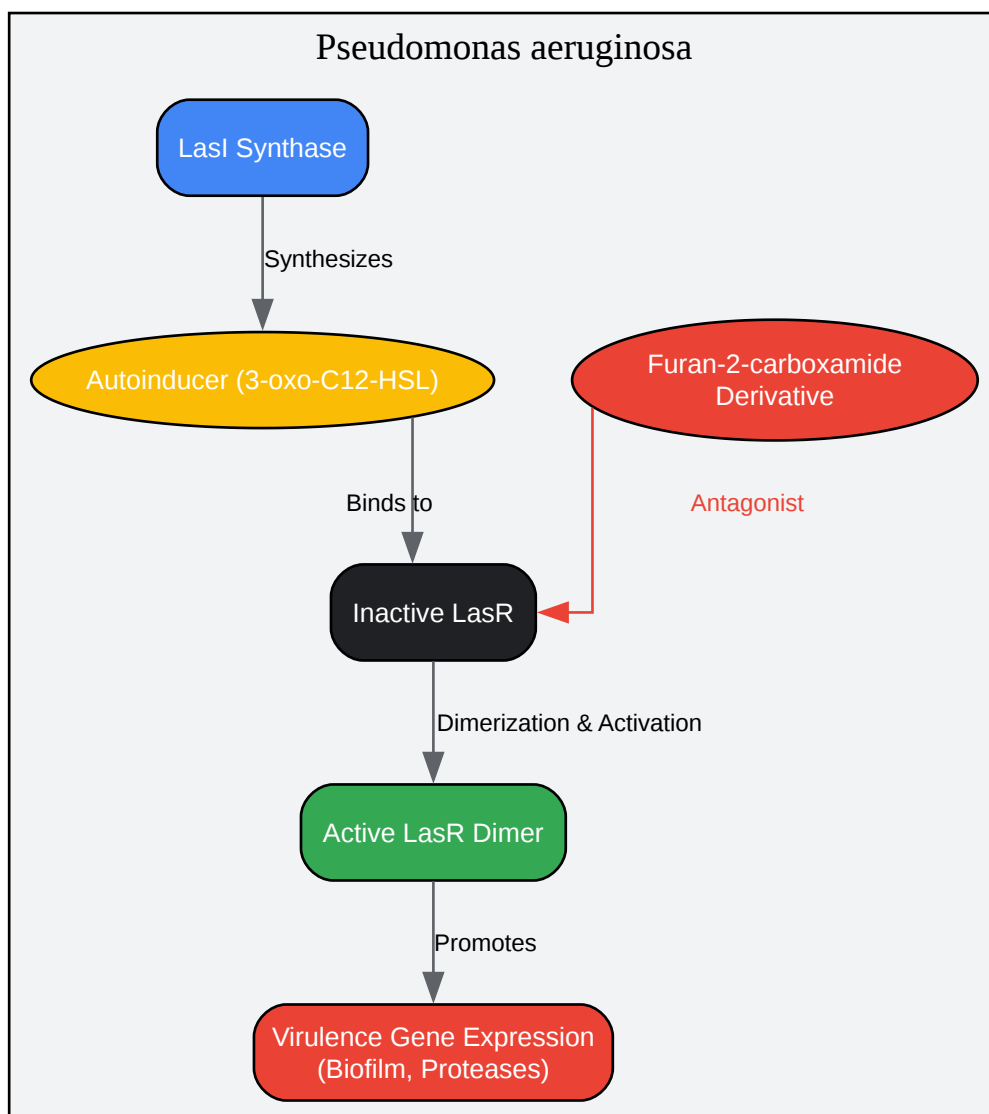 Pseudomonas aeruginosa
LasI Synthase
Synthesizes
Autoinducer (3-oxo-C12-HSL)
Furan-2-carboxamide
Derivative
Binds to
Antagonist
Inactive LasR
Dimerization & Activation
Active LasR Dimer
Promotes
Virulence Gene Expression
(Biofilm, Proteases)